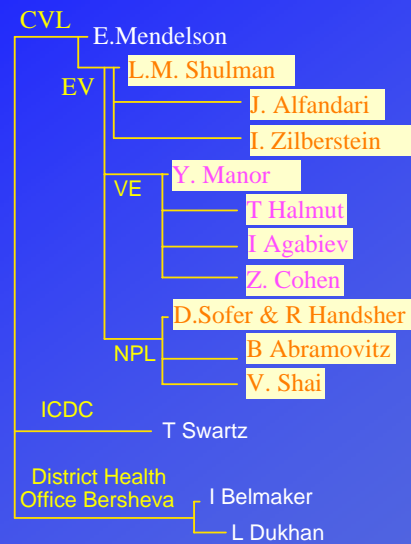 CVL
E.Mendelson
EV
L.M. Shulman
J. Alfandari
I. Zilberstein
VE
Y. Manor
T Halmut
I Agabiev
Z. Cohen
NPL
D.Sofer & R Handsher
B Abramovitz
V. Shai
ICDC
T Swartz
District Health
Office Bersheva
I Belmaker
L Dukhan